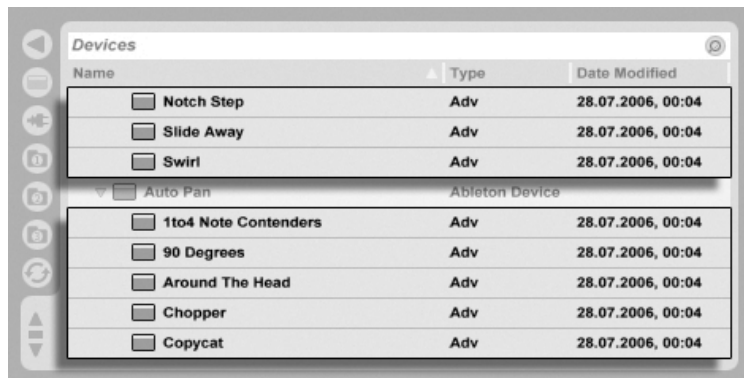 Devices
Name Type Date Modified
Notch Step Adv 28.07.2006, 00:04
Slide Away Adv 28.07.2006, 00:04
Swirl Adv 28.07.2006, 00:04
Auto Pan Ableton Device
1to4 Note Contenders Adv 28.07.2006, 00:04
90 Degrees Adv 28.07.2006, 00:04
Around The Head Adv 28.07.2006, 00:04
Chopper Adv 28.07.2006, 00:04
Copycat Adv 28.07.2006, 00:04
1
2
3